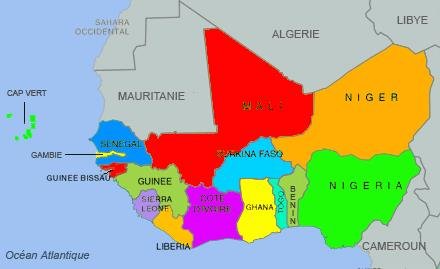 SAHARA
OCCIDENTAL
ALGERIE
LIBYE
CAP VERT
MAURITANIE
MALI
NIGER
SENEGAL
GAMBIE
BURKINA FASO
GUINEE BISSAU
GUINEE
NIGERIA
SIERRA
LEONE
COTE
D'IVOIRE
GHANA
TOGO
BENIN
LIBERIA
CAMEROUN
Océan Atlantique